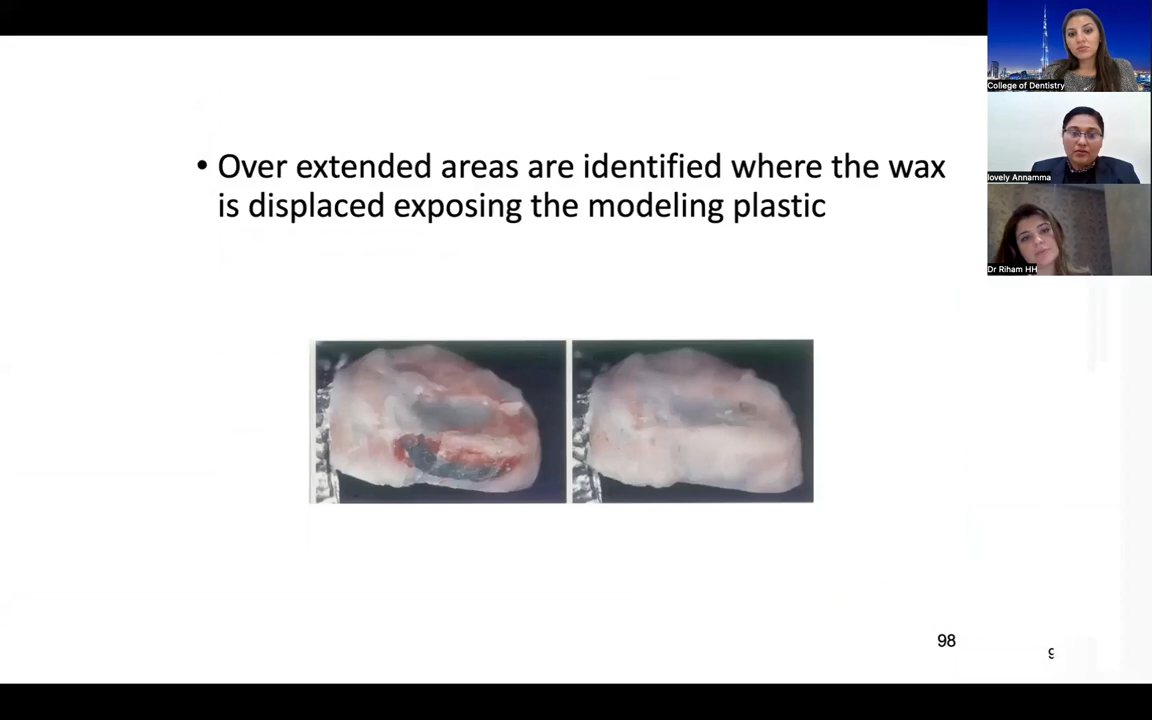 College of Dentistry
• Over extended areas are identified where the wax
is displaced exposing the modeling plastic
lovely Annamma
Dr Riham HH
98
9